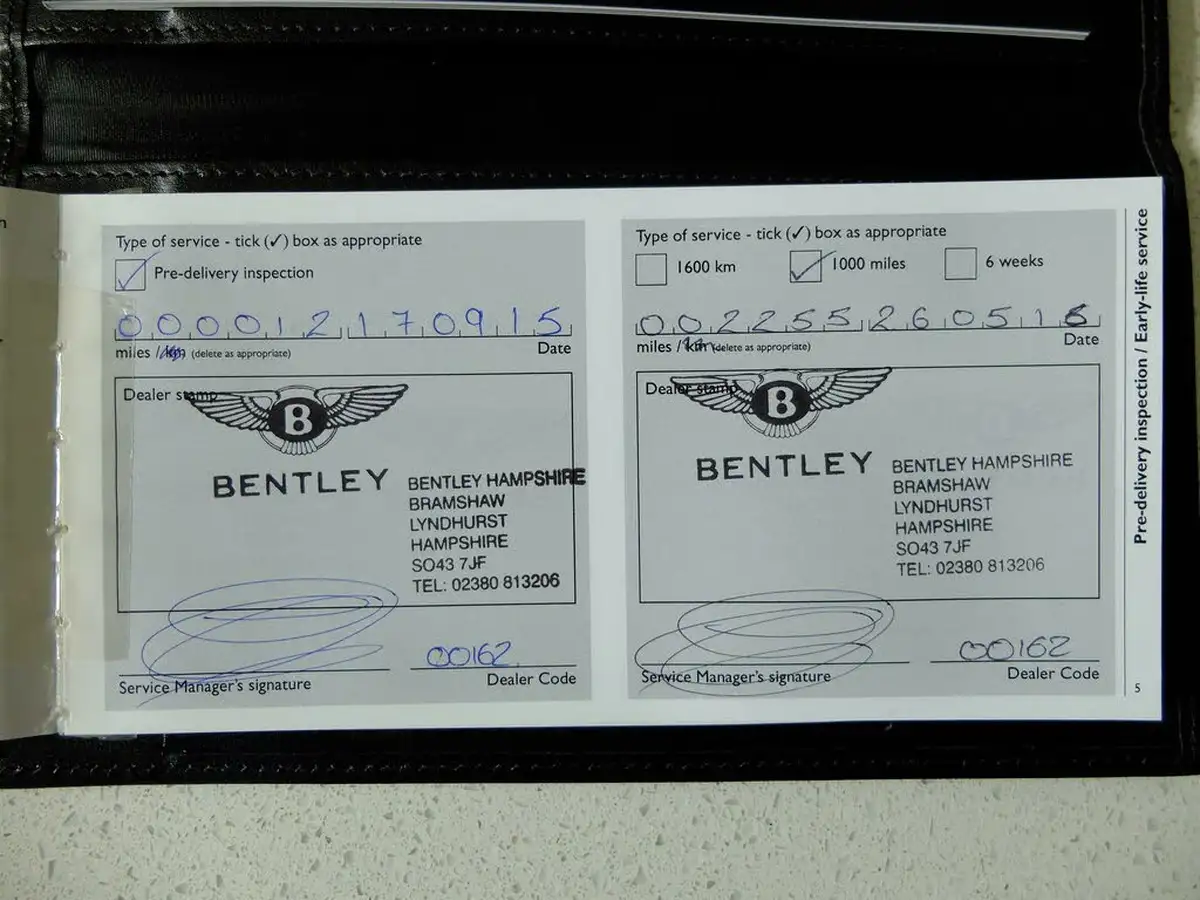 Type of service - tick (✓) box as appropriate
Pre-delivery inspection
000012 170915
miles / km (delete as appropriate) Date
Dealer stamp
B
BENTLEY
BENTLEY HAMPSHIRE
BRAMSHAW
LYNDHURST
HAMPSHIRE
SO43 7JF
TEL: 02380 813206
00162
Service Manager's signature Dealer Code
Type of service - tick (✓) box as appropriate
1600 km 1000 miles 6 weeks
002255 260516
miles / km (delete as appropriate) Date
Dealer stamp
B
BENTLEY
BENTLEY HAMPSHIRE
BRAMSHAW
LYNDHURST
HAMPSHIRE
SO43 7JF
TEL: 02380 813206
00162
Service Manager's signature Dealer Code
Pre-delivery inspection / Early-life service
5